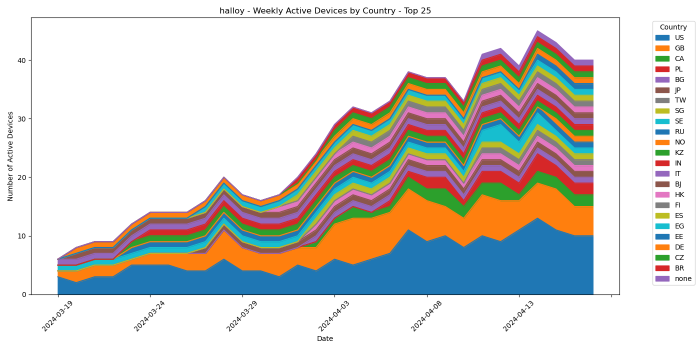 halloy - Weekly Active Devices by Country - Top 25
Number of Active Devices
40
30
20
10
0
2024-03-19
2024-03-24
2024-03-29
2024-04-03
2024-04-08
2024-04-13
Date
Country
US
GB
CA
PL
BG
JP
TW
SG
SE
RU
NO
KZ
IN
IT
BJ
HK
FI
ES
EG
EE
DE
CZ
BR
none